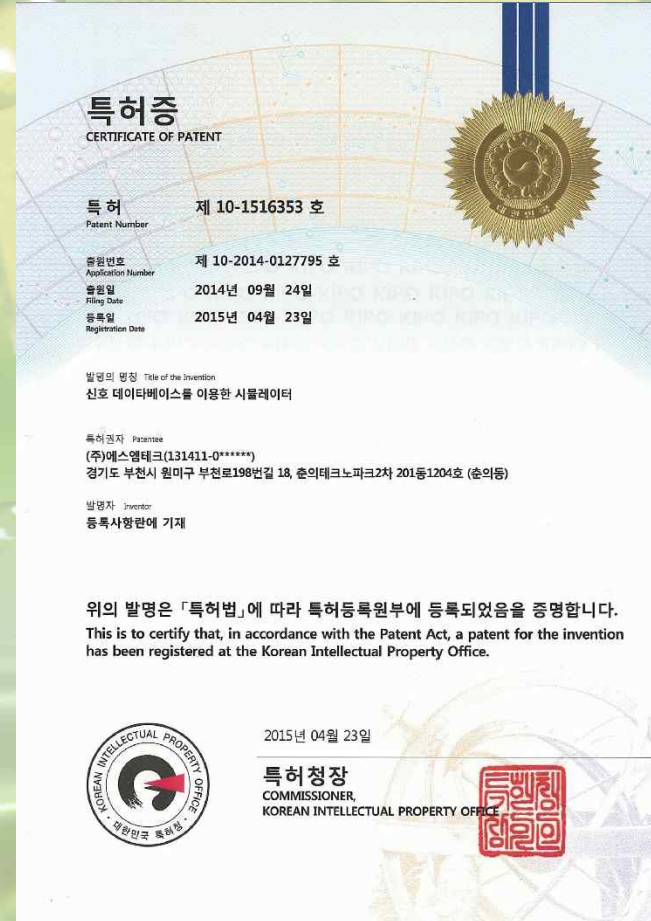 특허증
CERTIFICATE OF PATENT
특 허 제 10-1516353 호
Patent Number
출원번호 제 10-2014-0127795 호
Application Number
출원일 2014년 09월 24일
Filing Date
등록일 2015년 04월 23일
Registration Date
발명의 명칭 Title of the Invention
신호 데이타베이스를 이용한 시뮬레이터
특허권자 Patentee
(주)에스엠테크(131411-0******)
경기도 부천시 원미구 부천로198번길 18, 춘의테크노파크2차 201동1204호 (춘의동)
발명자 Inventor
등록사항란에 기재
위의 발명은 「특허법」에 따라 특허등록원부에 등록되었음을 증명합니다.
This is to certify that, in accordance with the Patent Act, a patent for the invention
has been registered at the Korean Intellectual Property Office.
2015년 04월 23일
특허청장
COMMISSIONER,
KOREAN INTELLECTUAL PROPERTY OFFICE
KOREAN INTELLECTUAL PROPERTY OFFICE
대한민국 특허청
대한민국